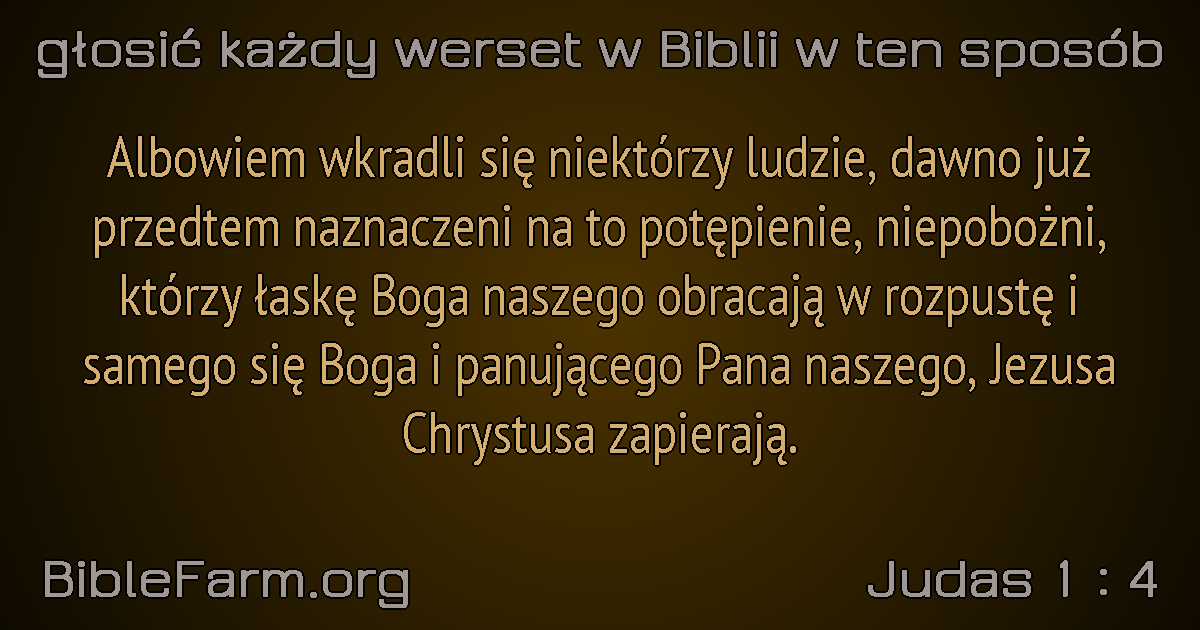 głosić każdy werset w Biblii w ten sposób
Albowiem wkradli się niektórzy ludzie, dawno już
przedtem naznaczeni na to potępienie, niepobożni,
którzy łaskę Boga naszego obracają w rozpustę i
samego się Boga i panującego Pana naszego, Jezusa
Chrystusa zapierają.
BibleFarm.org
Judas 1 : 4